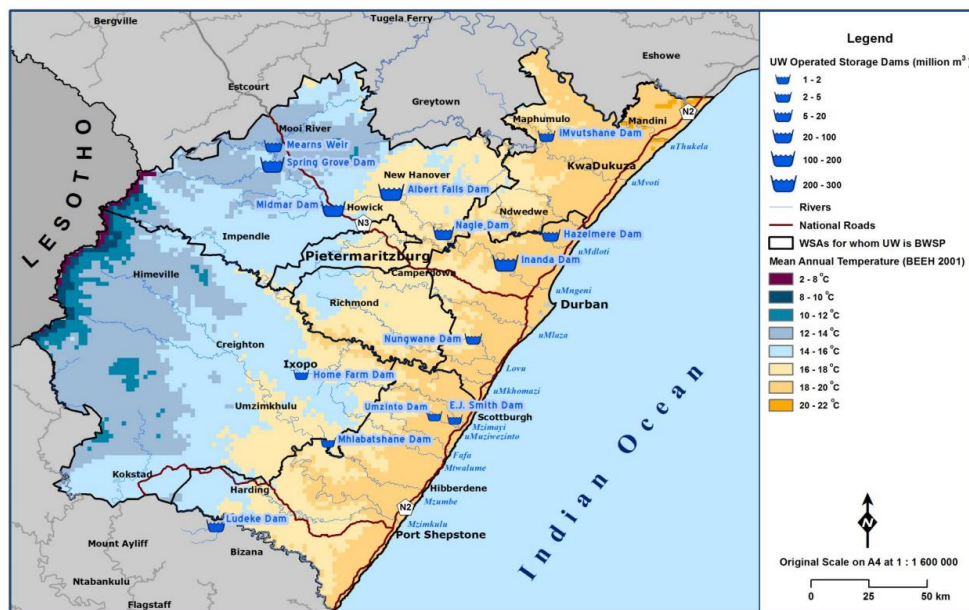 Bergville
Tugela Ferry
Eshowe
Estcourt
Greytown
Mooi River
Mearns Weir
Spring Grove Dam
Maphumulo
iMvutshane Dam
Mandini
N2
uThukela
KwaDukuza
LESOTHO
New Hanover
Albert Falls Dam
uMvoti
Midmar Dam
Howick
N3
Ndwedwe
Nagle Dam
Hazelmere Dam
Impendle
Pietermaritzburg
uMdloti
Inanda Dam
Camperdown
Himeville
Richmond
uMngeni
Durban
Nungwane Dam
uMlaza
Creighton
Lovu
Ixopo
Home Farm Dam
uMkhomazi
Umzimkhulu
Umzinto Dam
E.J. Smith Dam
Scottburgh
Mzimayi
uMuziwezinto
Mhlabatshane Dam
Fafa
Mtwalume
Kokstad
Harding
Hibberdene
Mzumbe
N2
Ludeke Dam
Mzimkulu
Port Shepstone
Mount Ayliff
Bizana
Ntabankulu
Flagstaff
Indian Ocean
Legend
UW Operated Storage Dams (million m³)
1 - 2
2 - 5
5 - 20
20 - 100
100 - 200
200 - 300
Rivers
National Roads
WSAs for whom UW is BWSP
Mean Annual Temperature (BEEH 2001)
2 - 8 °C
8 - 10 °C
10 - 12 °C
12 - 14 °C
14 - 16 °C
16 - 18 °C
18 - 20 °C
20 - 22 °C
N
Original Scale on A4 at 1 : 1 600 000
0 25 50 km